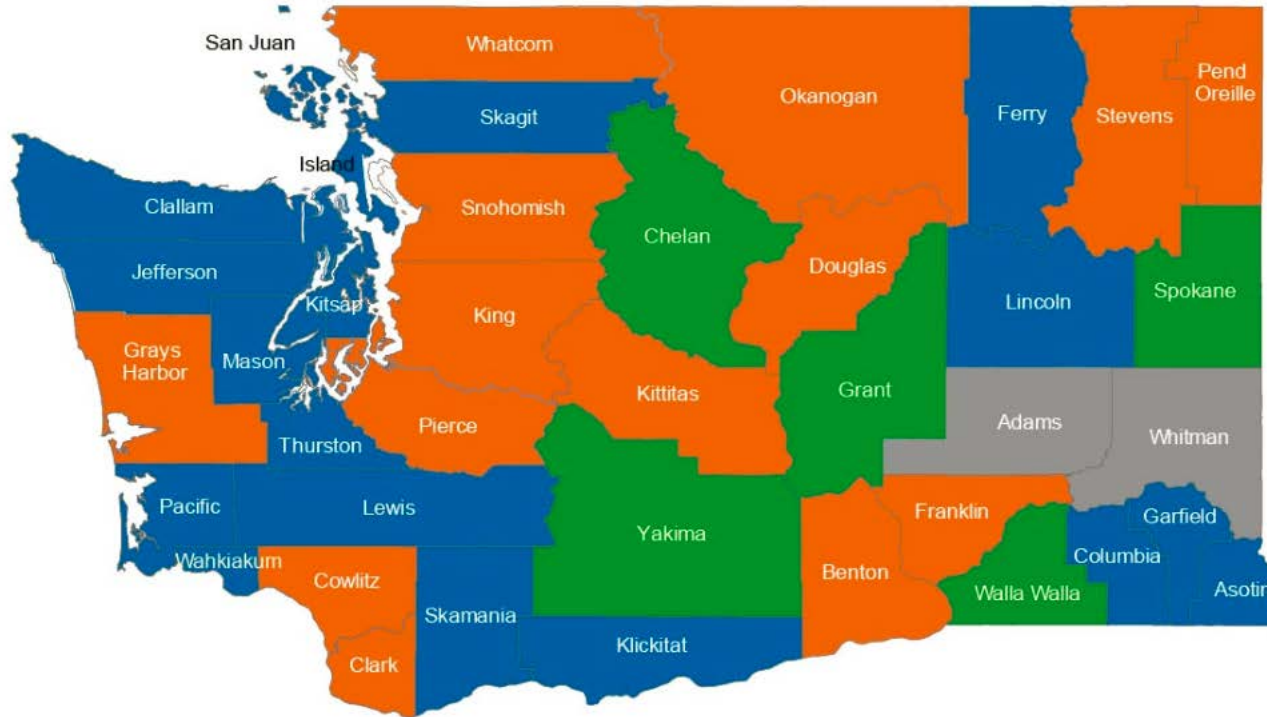 San Juan
Whatcom
Okanogan
Pend
Oreille
Skagit
Ferry
Stevens
Island
Clallam
Snohomish
Chelan
Jefferson
Douglas
Kitsap
King
Lincoln
Spokane
Grays
Harbor
Mason
Kittitas
Grant
Pierce
Adams
Whitman
Thurston
Pacific
Lewis
Yakima
Franklin
Garfield
Wahkiakum
Cowlitz
Benton
Columbia
Skamania
Walla Walla
Asotin
Klickitat
Clark